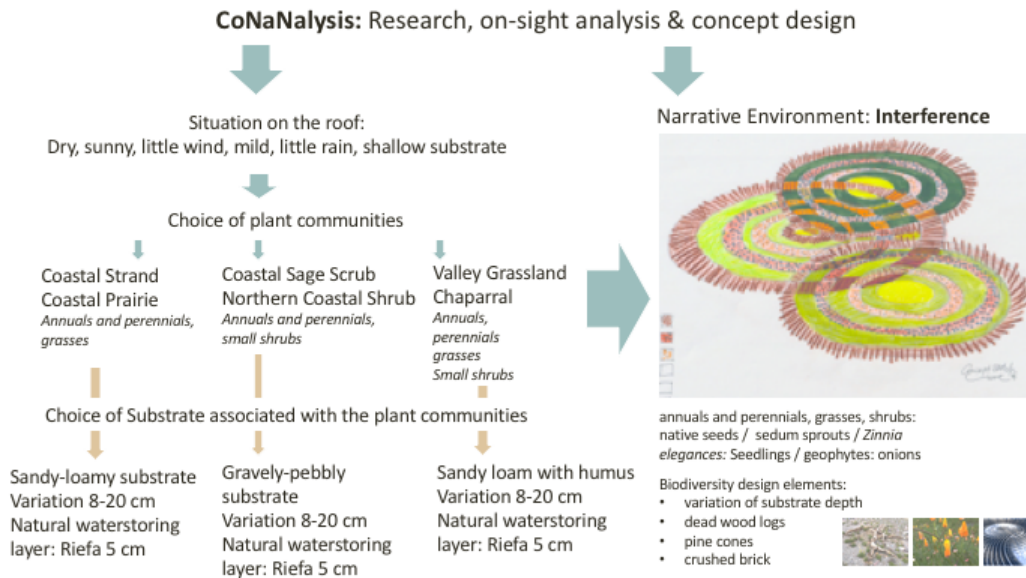 CoNaNalysis: Research, on-sight analysis & concept design
Situation on the roof:
Dry, sunny, little wind, mild, little rain, shallow substrate
Choice of plant communities
Coastal Strand
Coastal Prairie
Annuals and perennials,
grasses
Coastal Sage Scrub
Northern Coastal Shrub
Annuals and perennials,
small shrubs
Valley Grassland
Chaparral
Annuals,
perennials
grasses
Small shrubs
Choice of Substrate associated with the plant communities
Sandy-loamy substrate
Variation 8-20 cm
Natural waterstoring
layer: Riefa 5 cm
Gravely-pebbly
substrate
Variation 8-20 cm
Natural waterstoring
layer: Riefa 5 cm
Sandy loam with humus
Variation 8-20 cm
Natural waterstoring
layer: Riefa 5 cm
Narrative Environment: Interference
annuals and perennials, grasses, shrubs:
native seeds / sedum sprouts / Zinnia
elegances: Seedlings / geophytes: onions
Biodiversity design elements:
• variation of substrate depth
• dead wood logs
• pine cones
• crushed brick